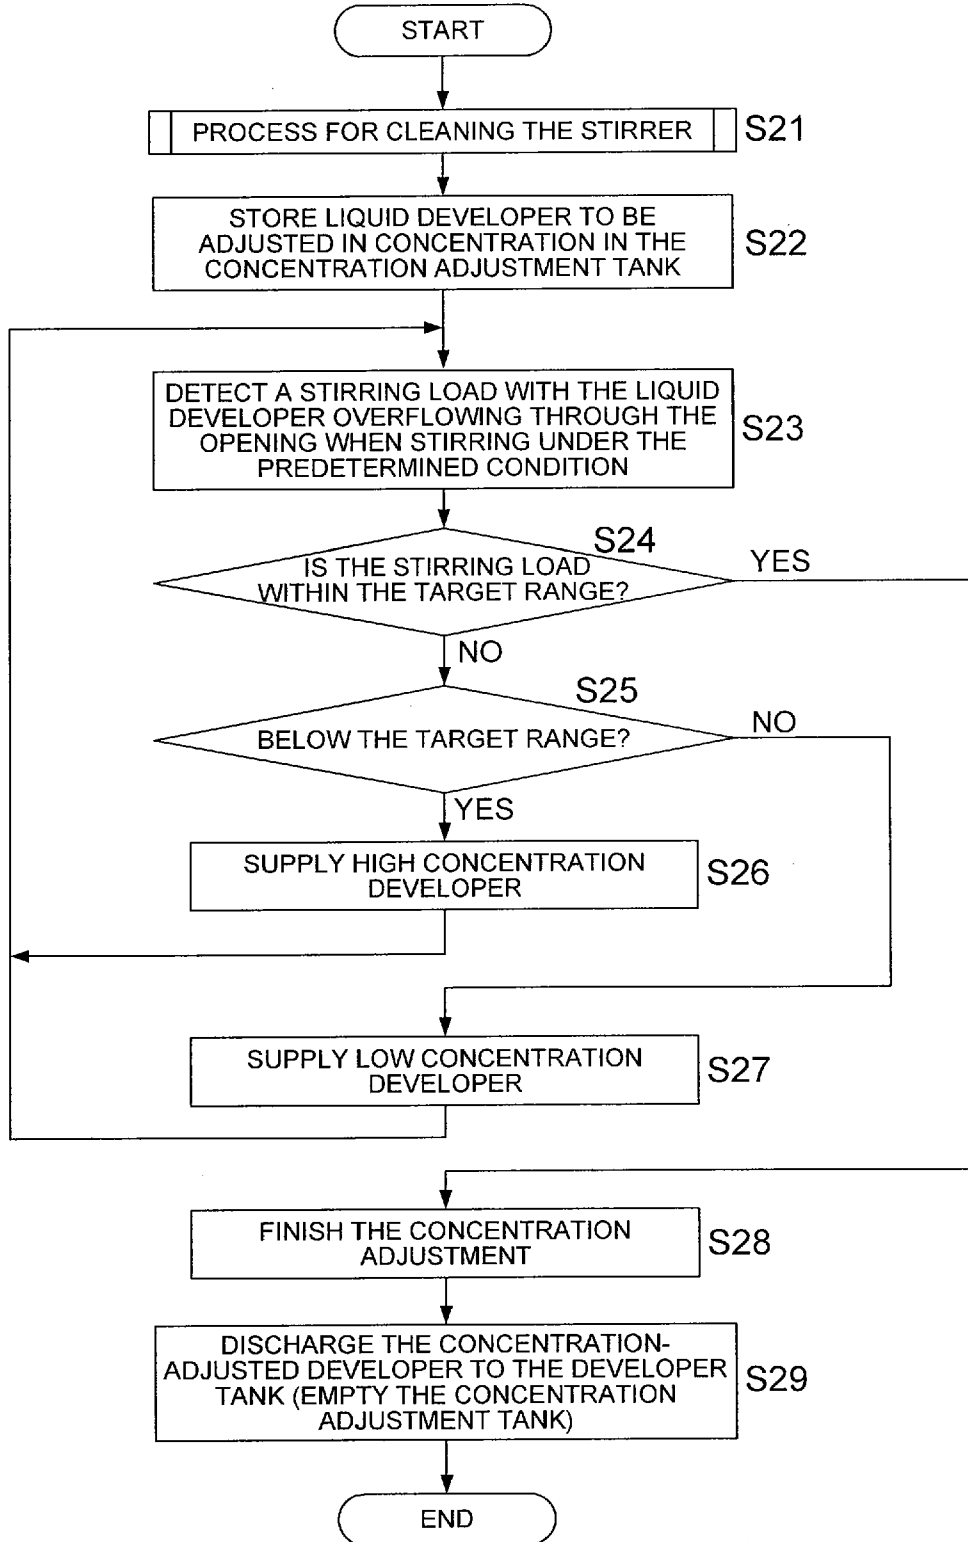 START
PROCESS FOR CLEANING THE STIRRER
S21
STORE LIQUID DEVELOPER TO BE
ADJUSTED IN CONCENTRATION IN THE
CONCENTRATION ADJUSTMENT TANK
S22
DETECT A STIRRING LOAD WITH THE LIQUID
DEVELOPER OVERFLOWING THROUGH THE
OPENING WHEN STIRRING UNDER THE
PREDETERMINED CONDITION
S23
S24
IS THE STIRRING LOAD
WITHIN THE TARGET RANGE?
YES
NO
S25
BELOW THE TARGET RANGE?
NO
YES
SUPPLY HIGH CONCENTRATION
DEVELOPER
S26
SUPPLY LOW CONCENTRATION
DEVELOPER
S27
FINISH THE CONCENTRATION
ADJUSTMENT
S28
DISCHARGE THE CONCENTRATION-
ADJUSTED DEVELOPER TO THE DEVELOPER
TANK (EMPTY THE CONCENTRATION
ADJUSTMENT TANK)
S29
END